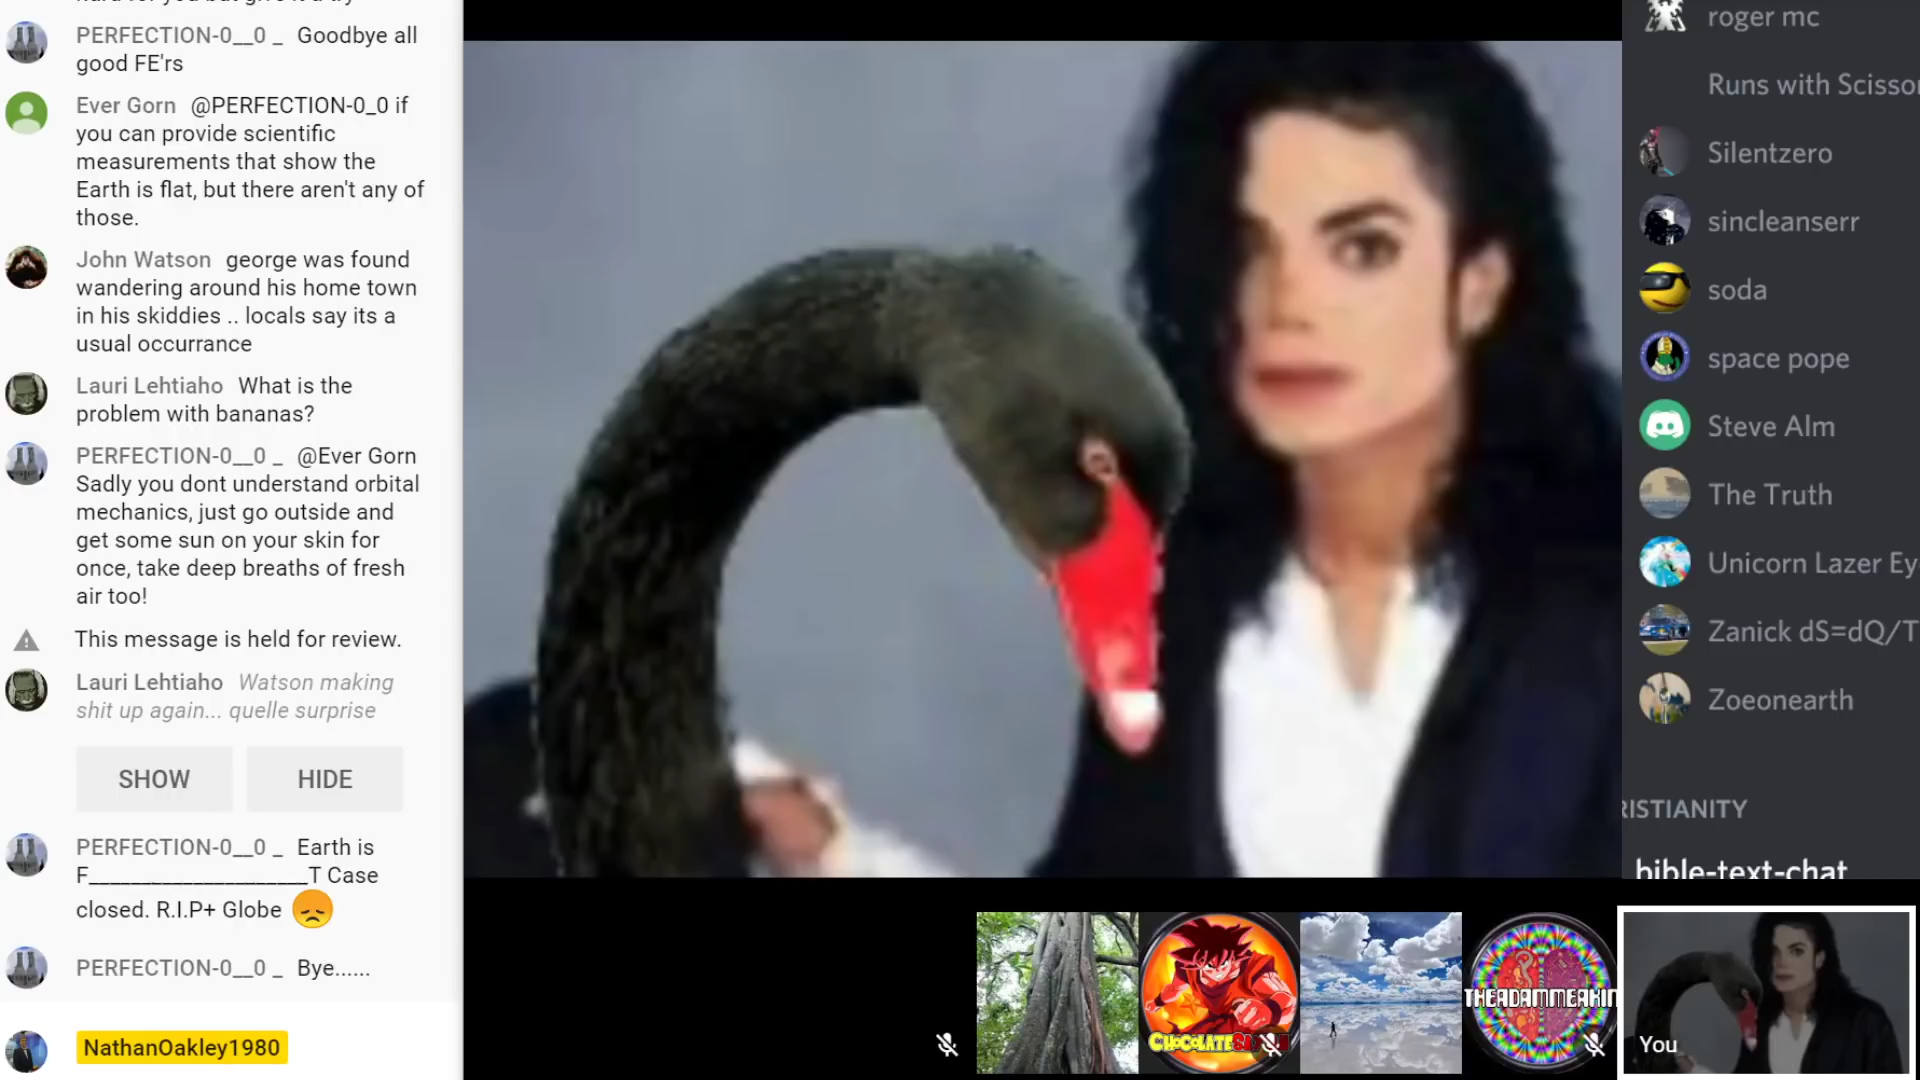 PERFECTION-0__0 _ Goodbye all
good FE'rs
Ever Gorn @PERFECTION-0_0 if
you can provide scientific
measurements that show the
Earth is flat, but there aren't any of
those.
John Watson george was found
wandering around his home town
in his skiddies .. locals say its a
usual occurrance
Lauri Lehtiaho What is the
problem with bananas?
PERFECTION-0__0 _ @Ever Gorn
Sadly you dont understand orbital
mechanics, just go outside and
get some sun on your skin for
once, take deep breaths of fresh
air too!
This message is held for review.
Lauri Lehtiaho Watson making
shit up again... quelle surprise
SHOW HIDE
PERFECTION-0__0 _ Earth is
F____________________T Case
closed. R.I.P+ Globe 😞
PERFECTION-0__0 _ Bye......
NathanOakley1980
THEADAMMEAKIN
You
roger mc
Runs with Scissor
Silentzero
sincleanserr
soda
space pope
Steve Alm
The Truth
Unicorn Lazer Ey
Zanick dS=dQ/T
Zoeonearth
RISTIANITY
bible-text-chat